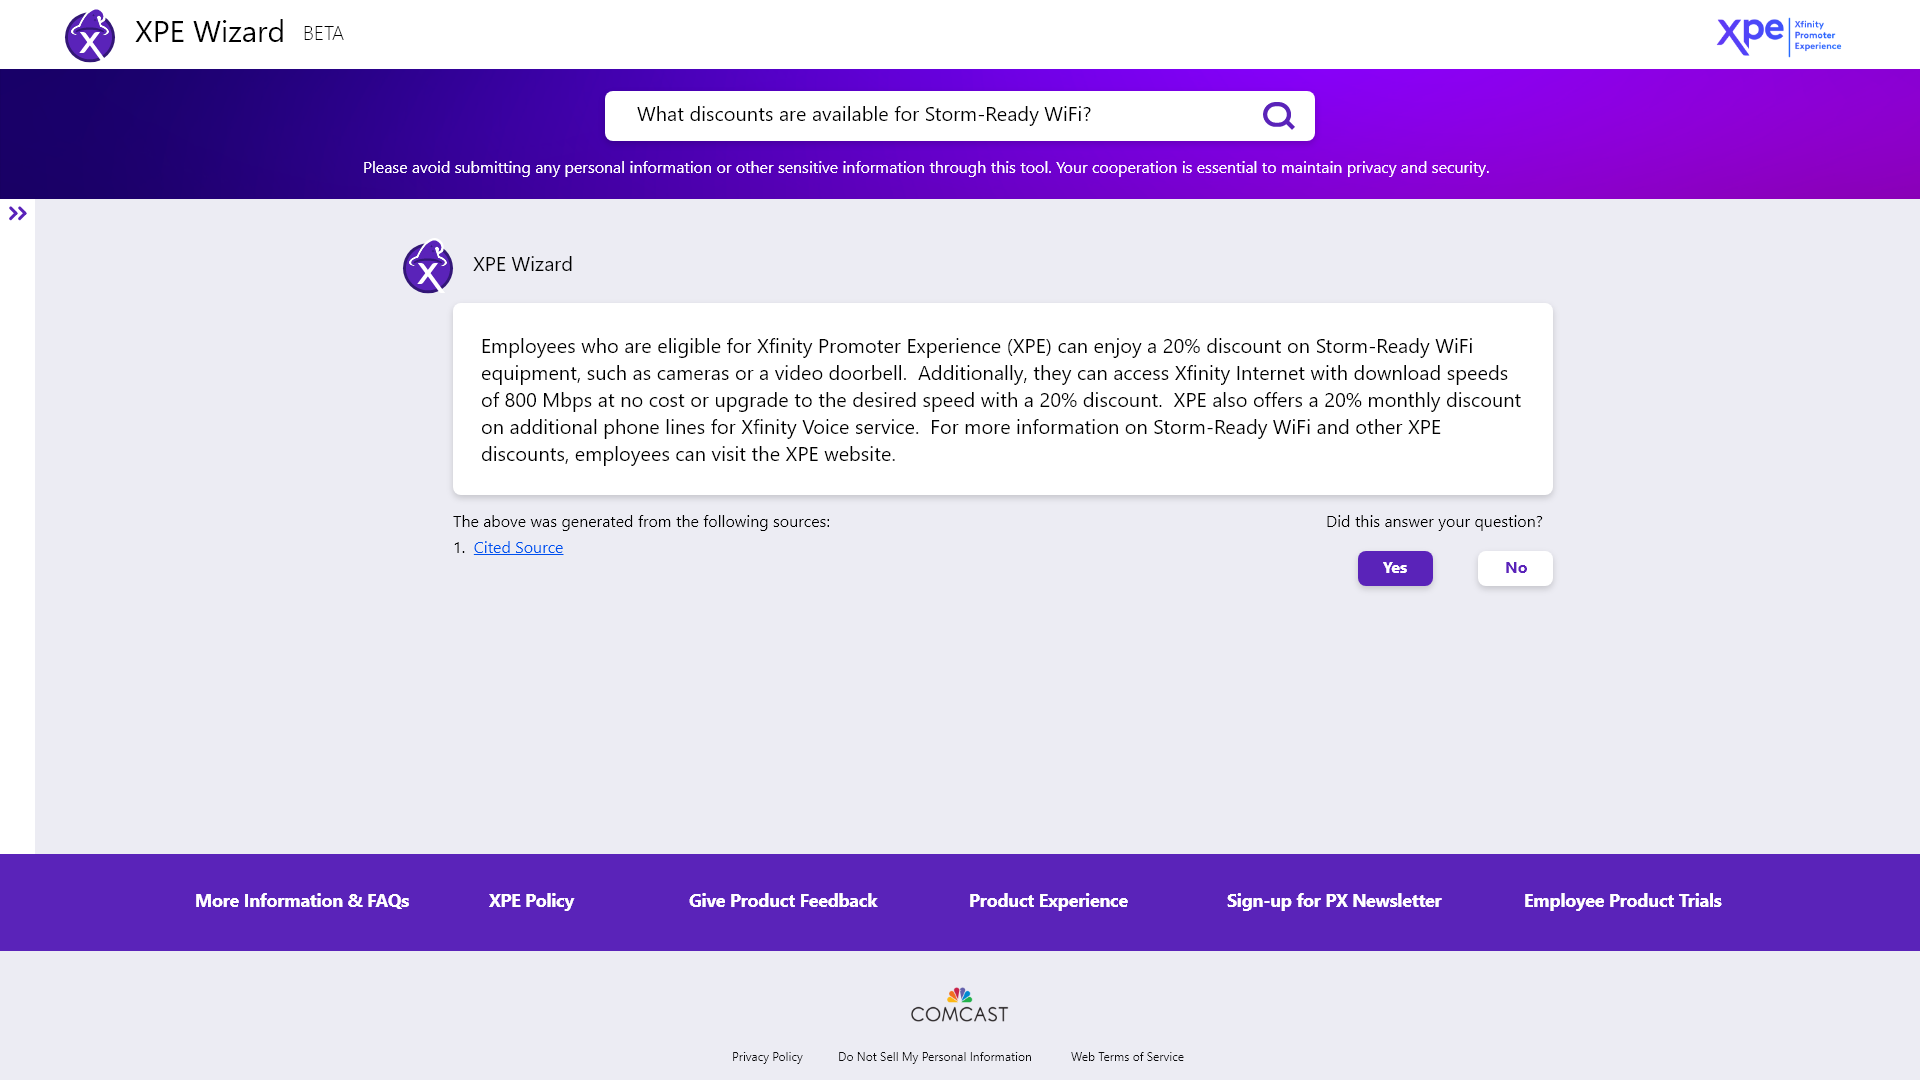 XPE Wizard BETA
xpe Xfinity
Promoter
Experience
What discounts are available for Storm-Ready WiFi?
Please avoid submitting any personal information or other sensitive information through this tool. Your cooperation is essential to maintain privacy and security.
XPE Wizard
Employees who are eligible for Xfinity Promoter Experience (XPE) can enjoy a 20% discount on Storm-Ready WiFi
equipment, such as cameras or a video doorbell.  Additionally, they can access Xfinity Internet with download speeds
of 800 Mbps at no cost or upgrade to the desired speed with a 20% discount.  XPE also offers a 20% monthly discount
on additional phone lines for Xfinity Voice service.  For more information on Storm-Ready WiFi and other XPE
discounts, employees can visit the XPE website.
The above was generated from the following sources:
1. Cited Source
Did this answer your question?
Yes No
More Information & FAQs XPE Policy Give Product Feedback Product Experience Sign-up for PX Newsletter Employee Product Trials
COMCAST
Privacy Policy Do Not Sell My Personal Information Web Terms of Service